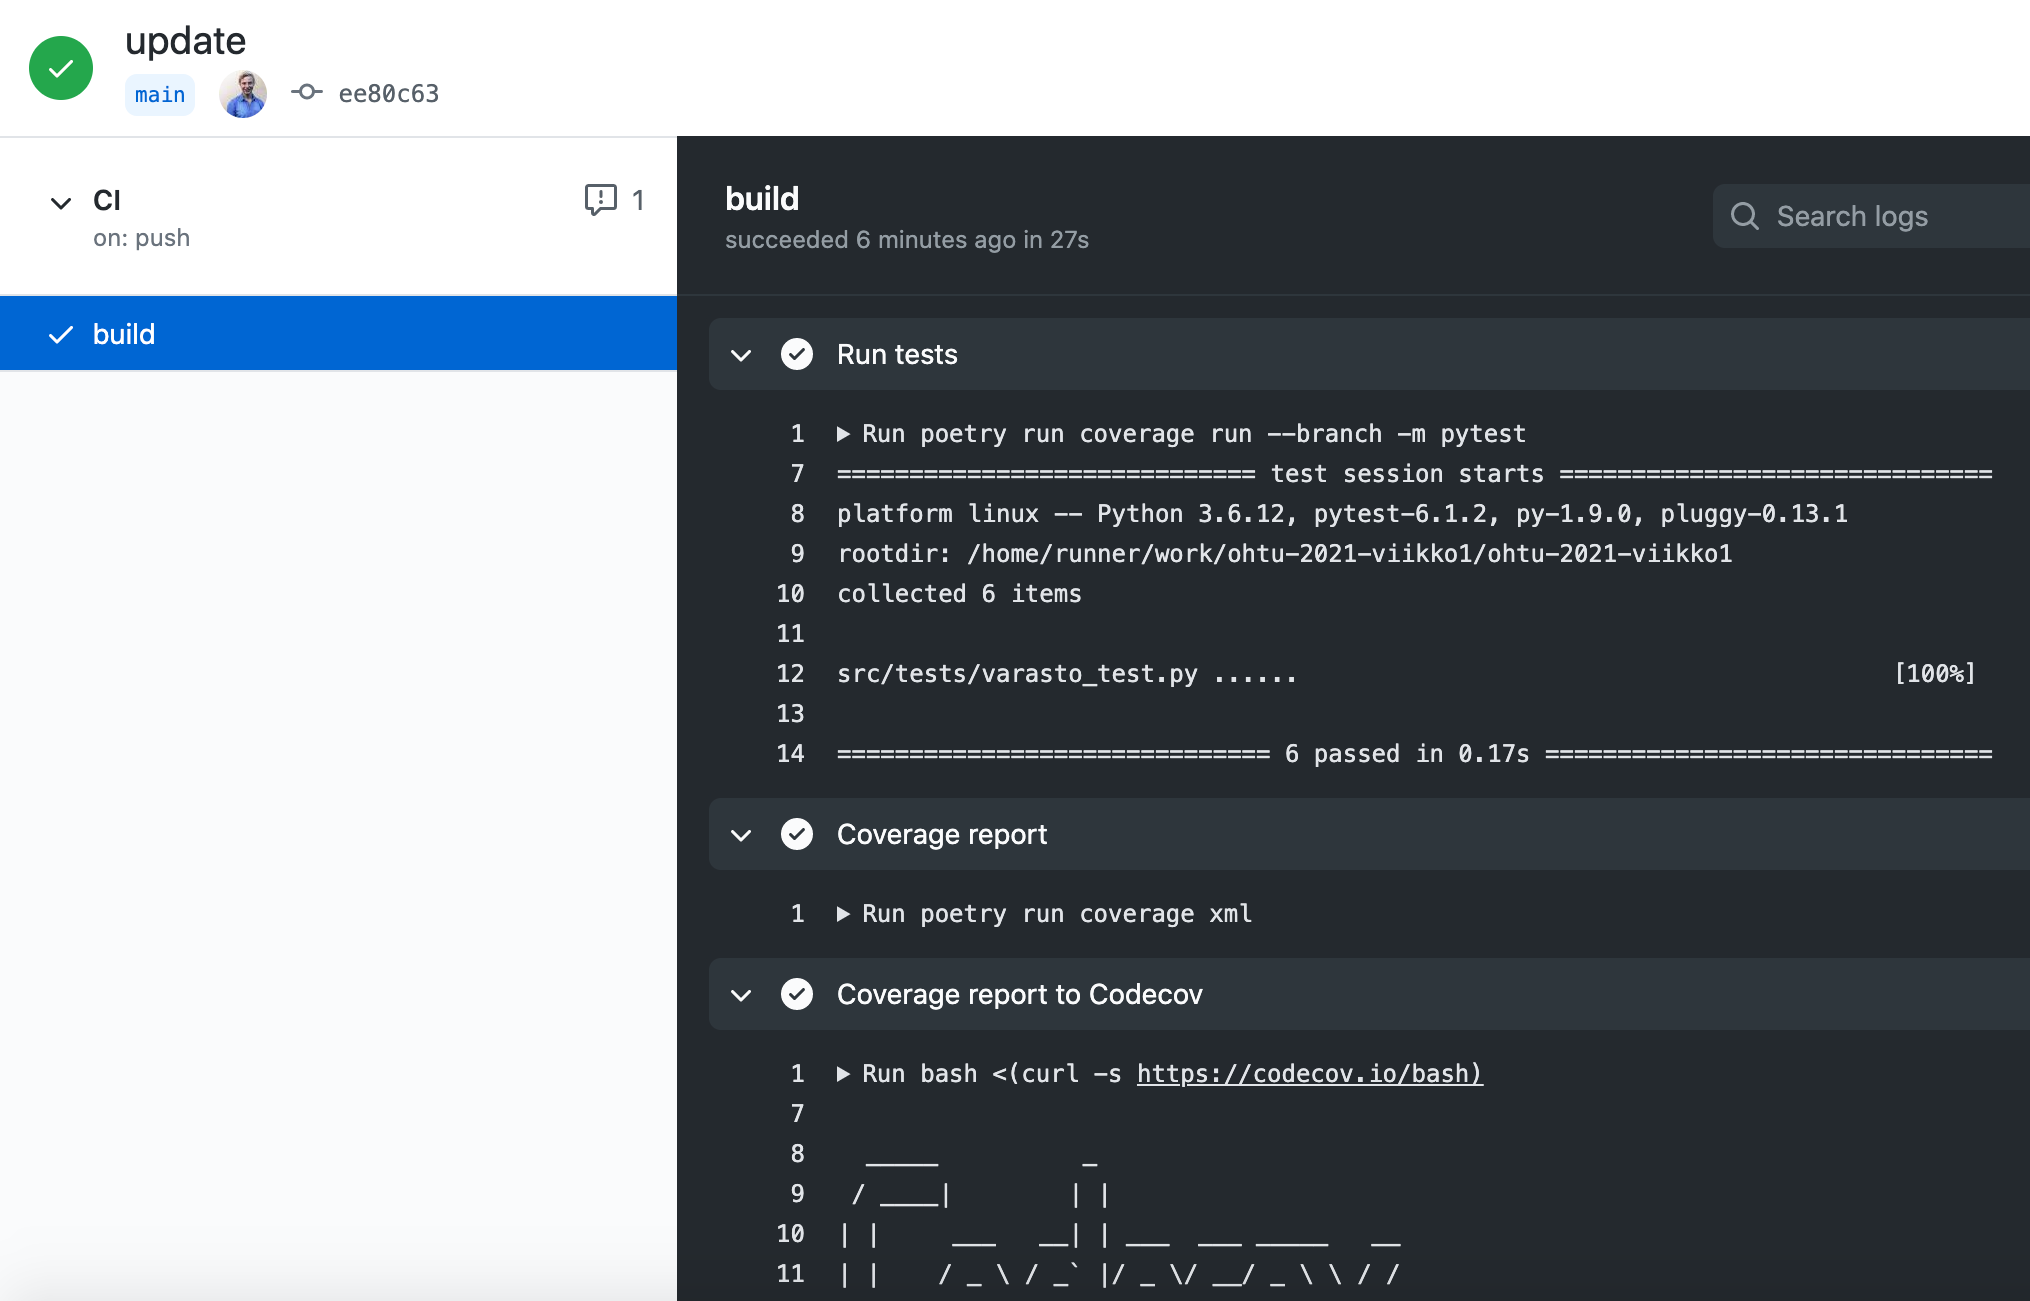 update
main ee80c63
CI 1
on: push
build
build
succeeded 6 minutes ago in 27s
Search logs
Run tests
1 ▶ Run poetry run coverage run --branch -m pytest
7 ============================= test session starts ==============================
8 platform linux -- Python 3.6.12, pytest-6.1.2, py-1.9.0, pluggy-0.13.1
9 rootdir: /home/runner/work/ohtu-2021-viikko1/ohtu-2021-viikko1
10 collected 6 items
11
12 src/tests/varasto_test.py ...... [100%]
13
14 ============================== 6 passed in 0.17s ===============================
Coverage report
1 ▶ Run poetry run coverage xml
Coverage report to Codecov
1 ▶ Run bash <(curl -s https://codecov.io/bash)
7
8   _____          _
9  / ____|        | |
10 | |     ___   __| | ___  ___ _____   __
11 | |    / _ \ / _` |/ _ \/ __/ _ \ \ / /